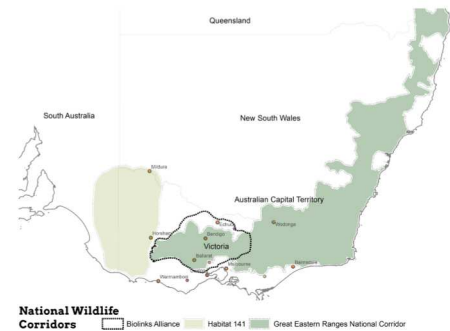 Queensland
South Australia
New South Wales
Mildura
Australian Capital Territory
Echuca
Wodonga
Horsham
Bendigo
Victoria
Ballarat
Melbourne
Bairnsdale
Warrnambool
National Wildlife
Corridors
Biolinks Alliance
Habitat 141
Great Eastern Ranges National Corridor